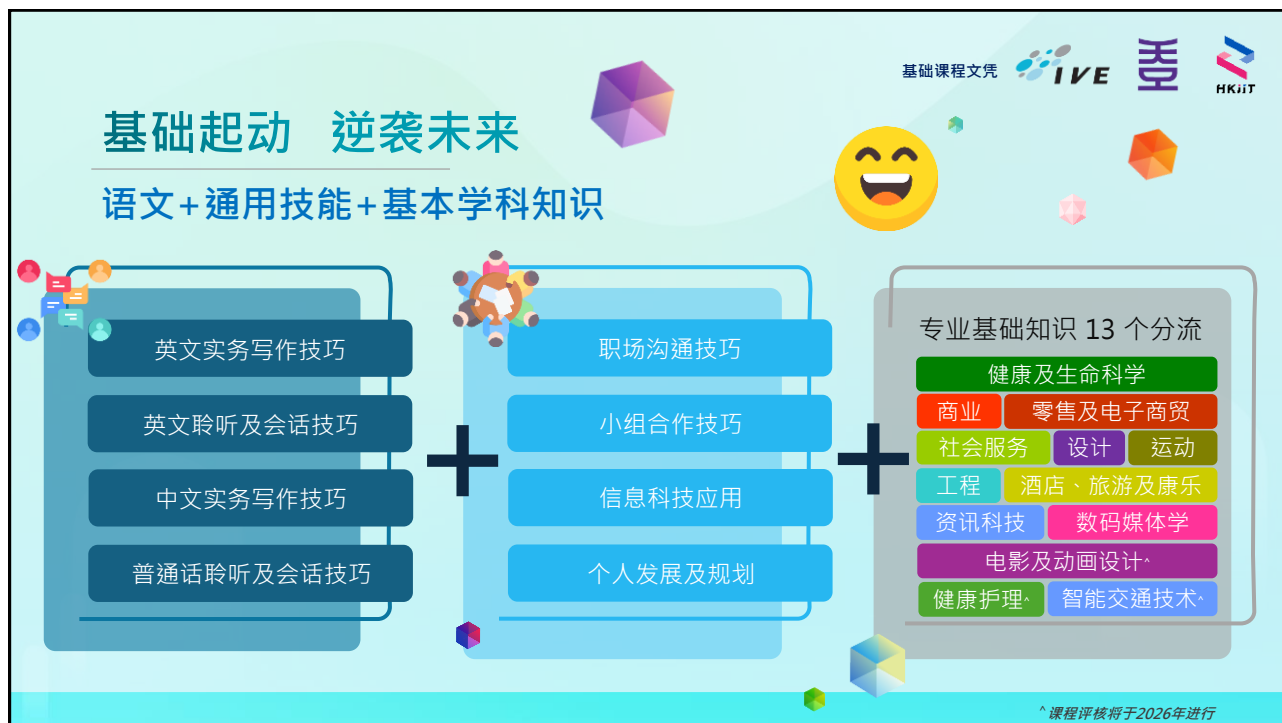 基础课程文凭 IVE HKiiT
基础起动 逆袭未来
语文+通用技能+基本学科知识
英文实务写作技巧
英文聆听及会话技巧
中文实务写作技巧
普通话聆听及会话技巧
职场沟通技巧
小组合作技巧
信息科技应用
个人发展及规划
专业基础知识 13 个分流
健康及生命科学
商业 零售及电子商贸
社会服务 设计 运动
工程 酒店、旅游及康乐
资讯科技 数码媒体学
电影及动画设计^
健康护理^ 智能交通技术^
^ 课程评核将于2026年进行